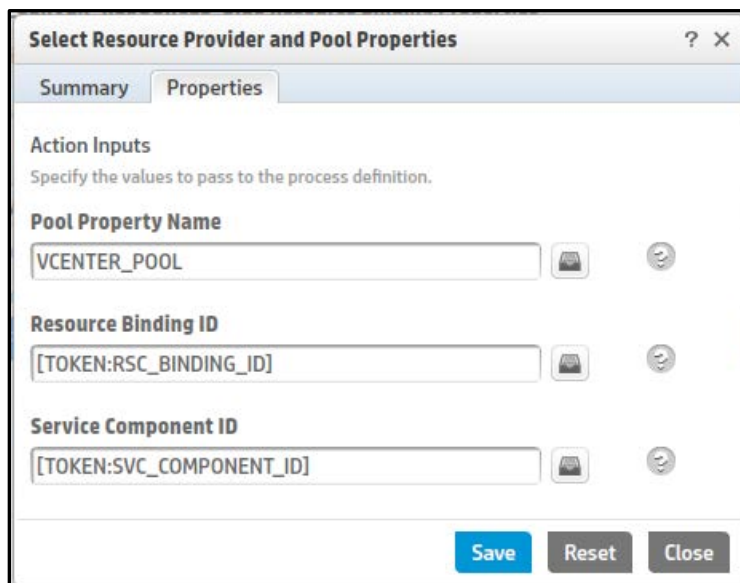 Select Resource Provider and Pool Properties ? ×
Summary Properties
Action Inputs
Specify the values to pass to the process definition.
Pool Property Name
VCENTER_POOL ?
Resource Binding ID
[TOKEN:RSC_BINDING_ID] ?
Service Component ID
[TOKEN:SVC_COMPONENT_ID] ?
Save Reset Close